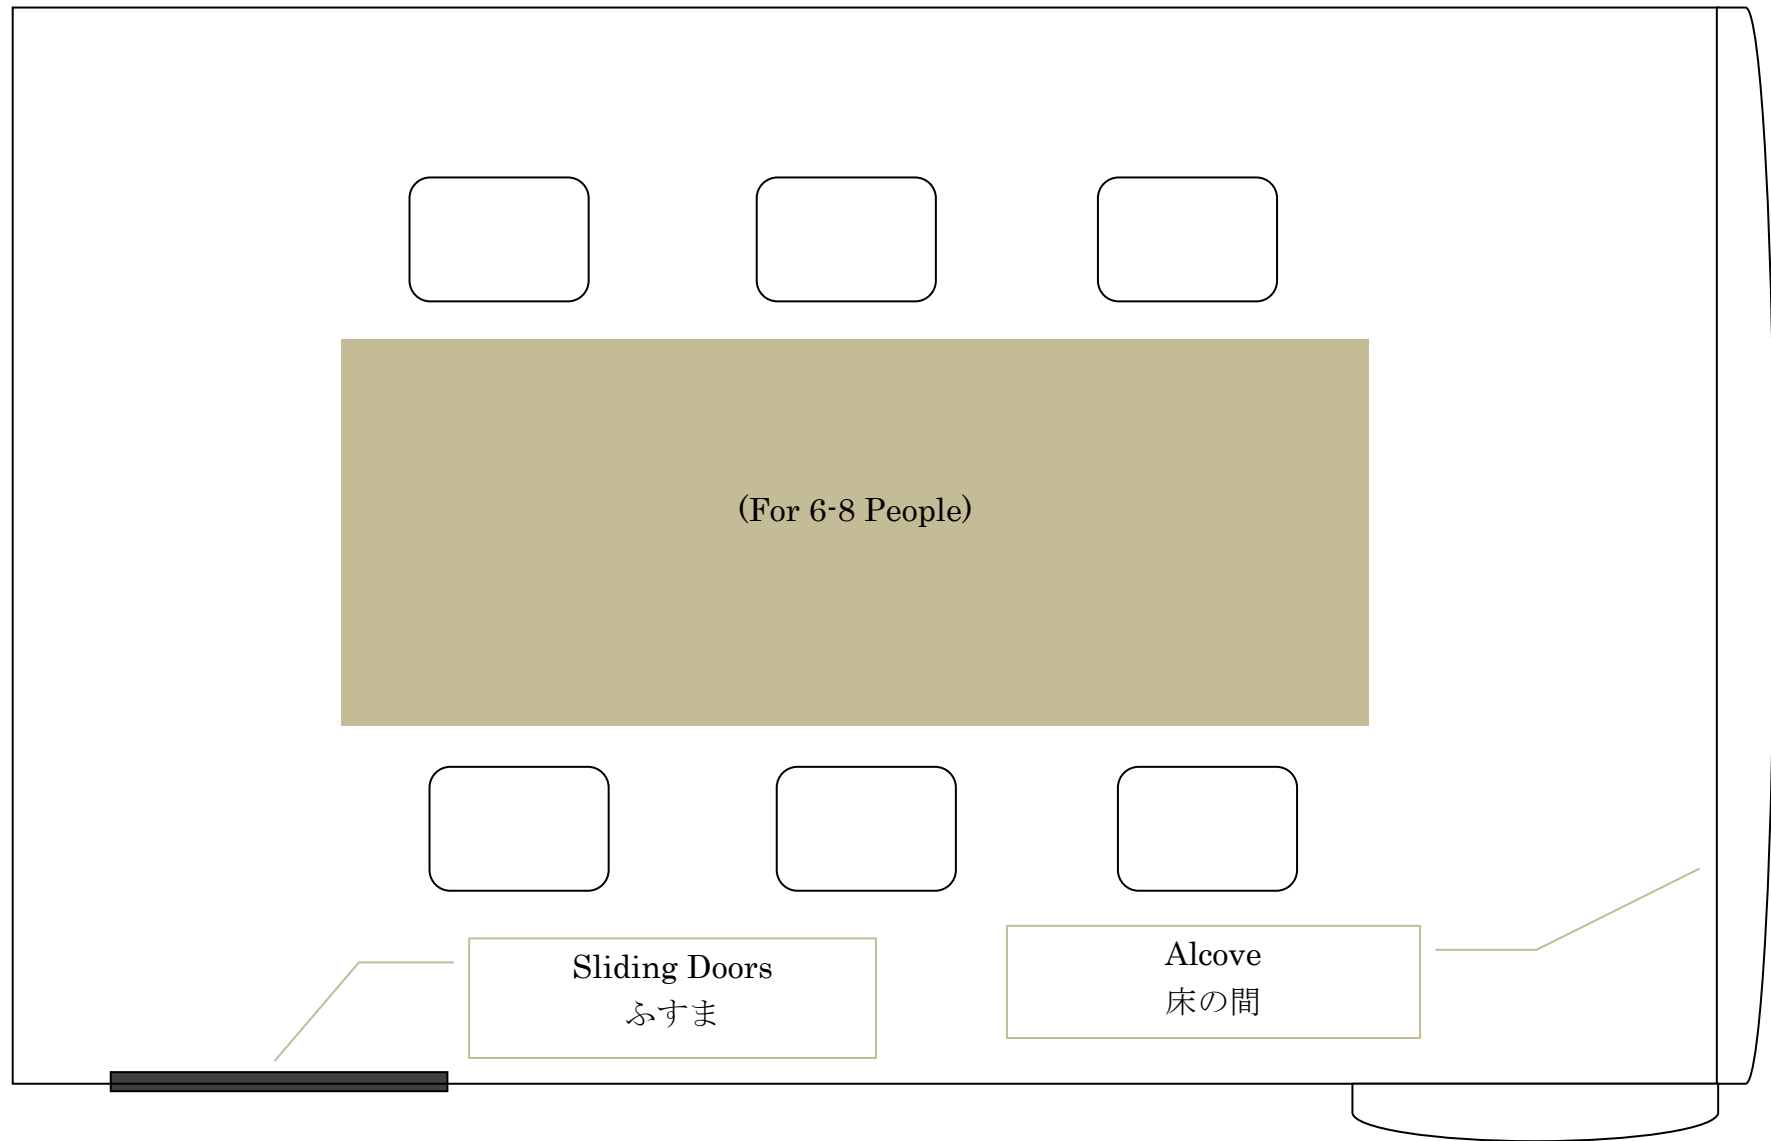 (For 6-8 People)
Sliding Doors
ふすま
Alcove
床の間